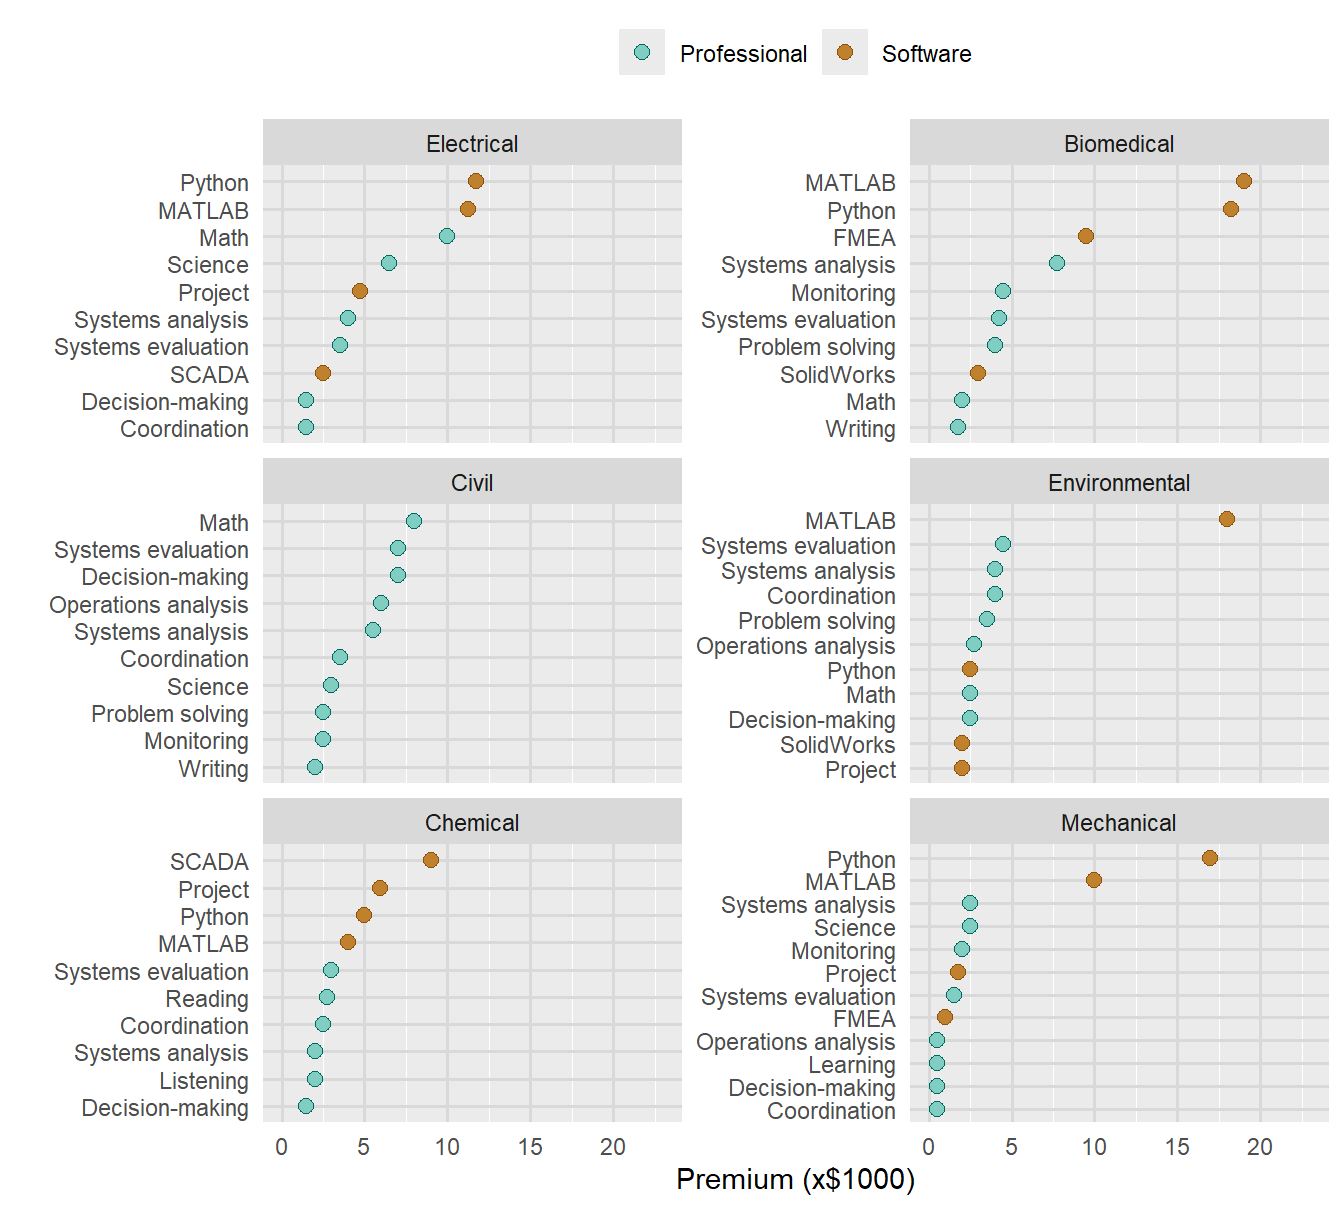 Professional
Software
Electrical
Python
MATLAB
Math
Science
Project
Systems analysis
Systems evaluation
SCADA
Decision-making
Coordination
Biomedical
MATLAB
Python
FMEA
Systems analysis
Monitoring
Systems evaluation
Problem solving
SolidWorks
Math
Writing
Civil
Math
Systems evaluation
Decision-making
Operations analysis
Systems analysis
Coordination
Science
Problem solving
Monitoring
Writing
Environmental
MATLAB
Systems evaluation
Systems analysis
Coordination
Problem solving
Operations analysis
Python
Math
Decision-making
SolidWorks
Project
Chemical
SCADA
Project
Python
MATLAB
Systems evaluation
Reading
Coordination
Systems analysis
Listening
Decision-making
0 5 10 15 20
Mechanical
Python
MATLAB
Systems analysis
Science
Monitoring
Project
Systems evaluation
FMEA
Operations analysis
Learning
Decision-making
Coordination
0 5 10 15 20
Premium (x$1000)